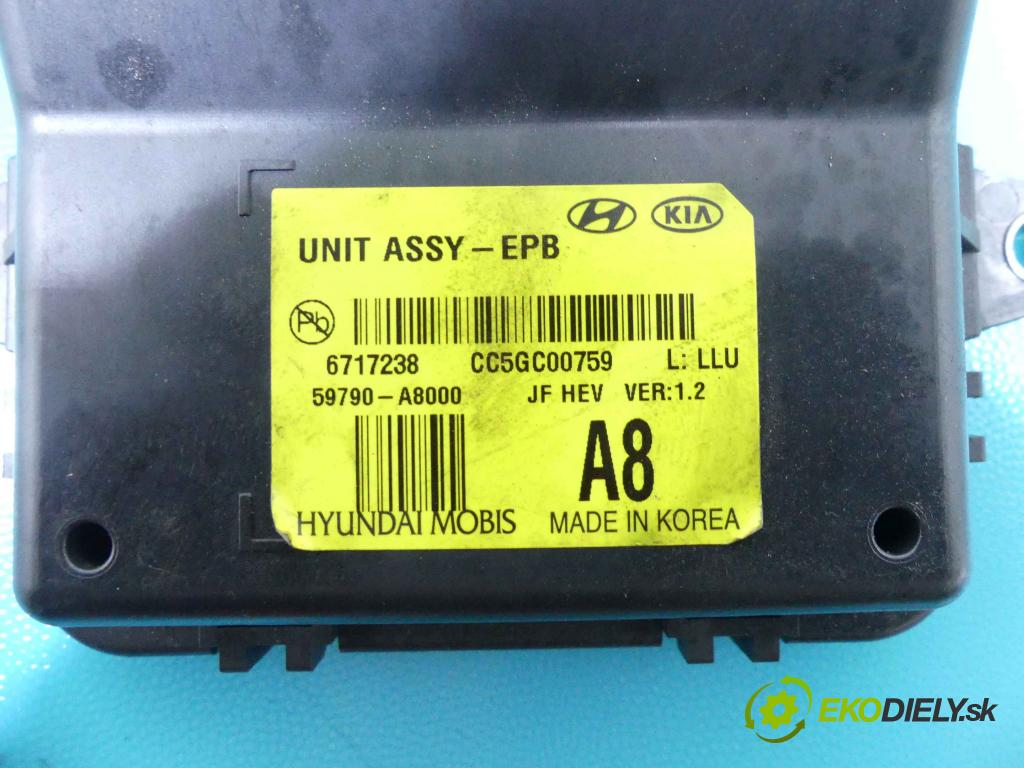 KIA
UNIT ASSY – EPB
Pb
6717238 CC5GC00759 L: LLU
59790–A8000 JF HEV VER:1.2
A8
HYUNDAI MOBIS MADE IN KOREA
EKODIELY.sk